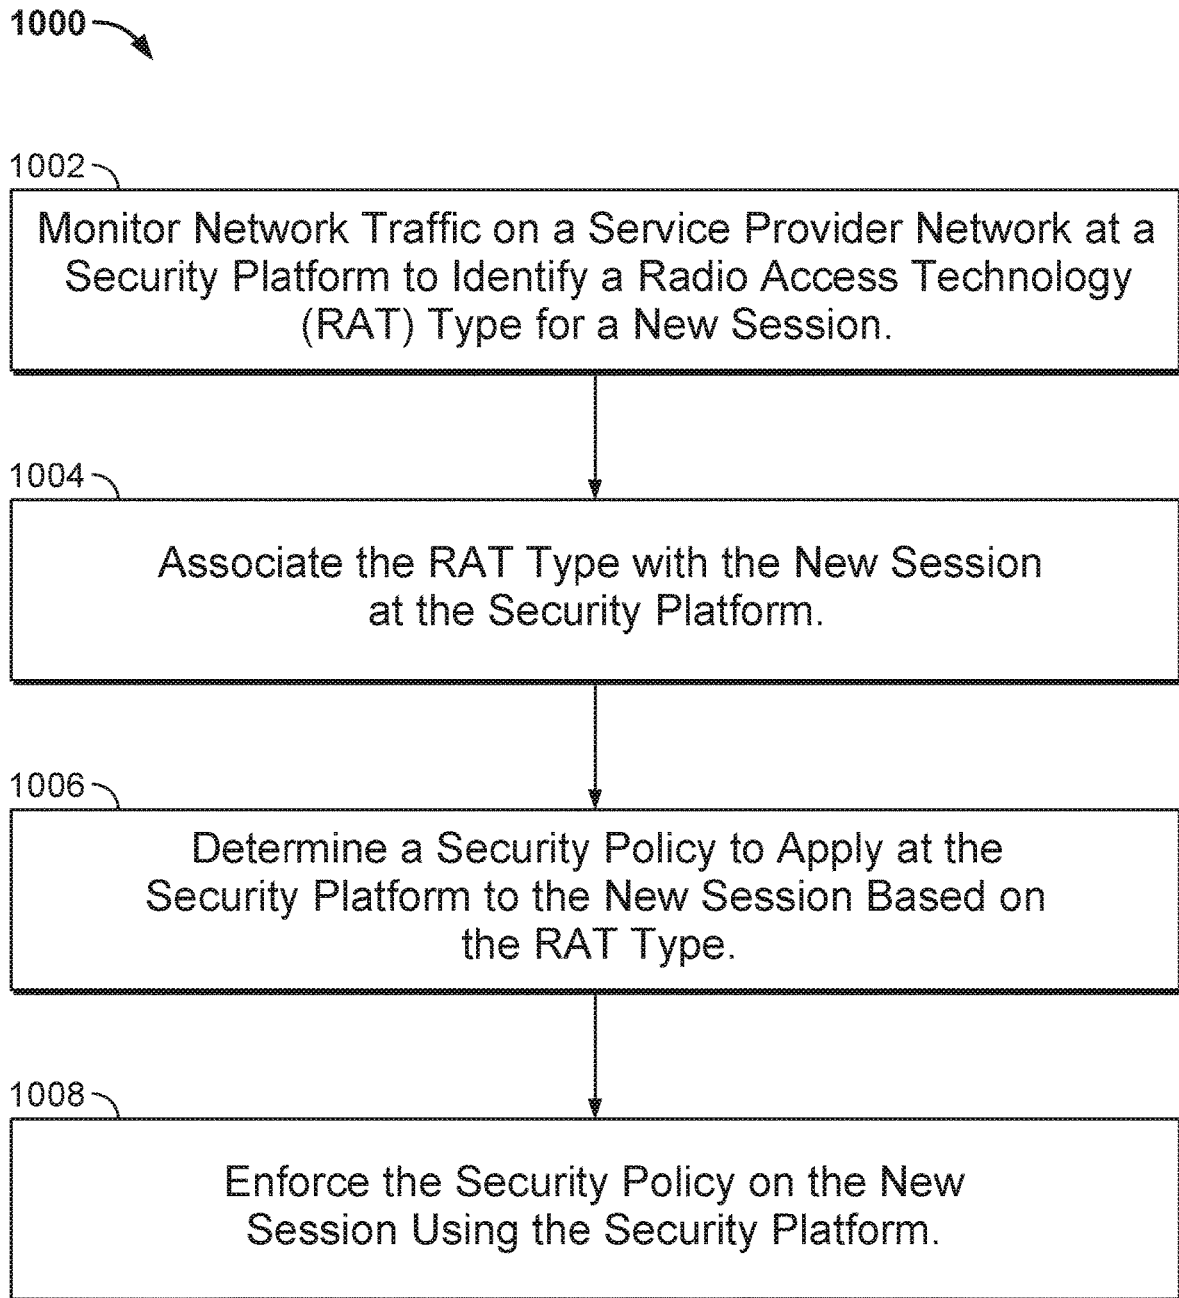 1000
1002
Monitor Network Traffic on a Service Provider Network at a
Security Platform to Identify a Radio Access Technology
(RAT) Type for a New Session.
1004
Associate the RAT Type with the New Session
at the Security Platform.
1006
Determine a Security Policy to Apply at the
Security Platform to the New Session Based on
the RAT Type.
1008
Enforce the Security Policy on the New
Session Using the Security Platform.